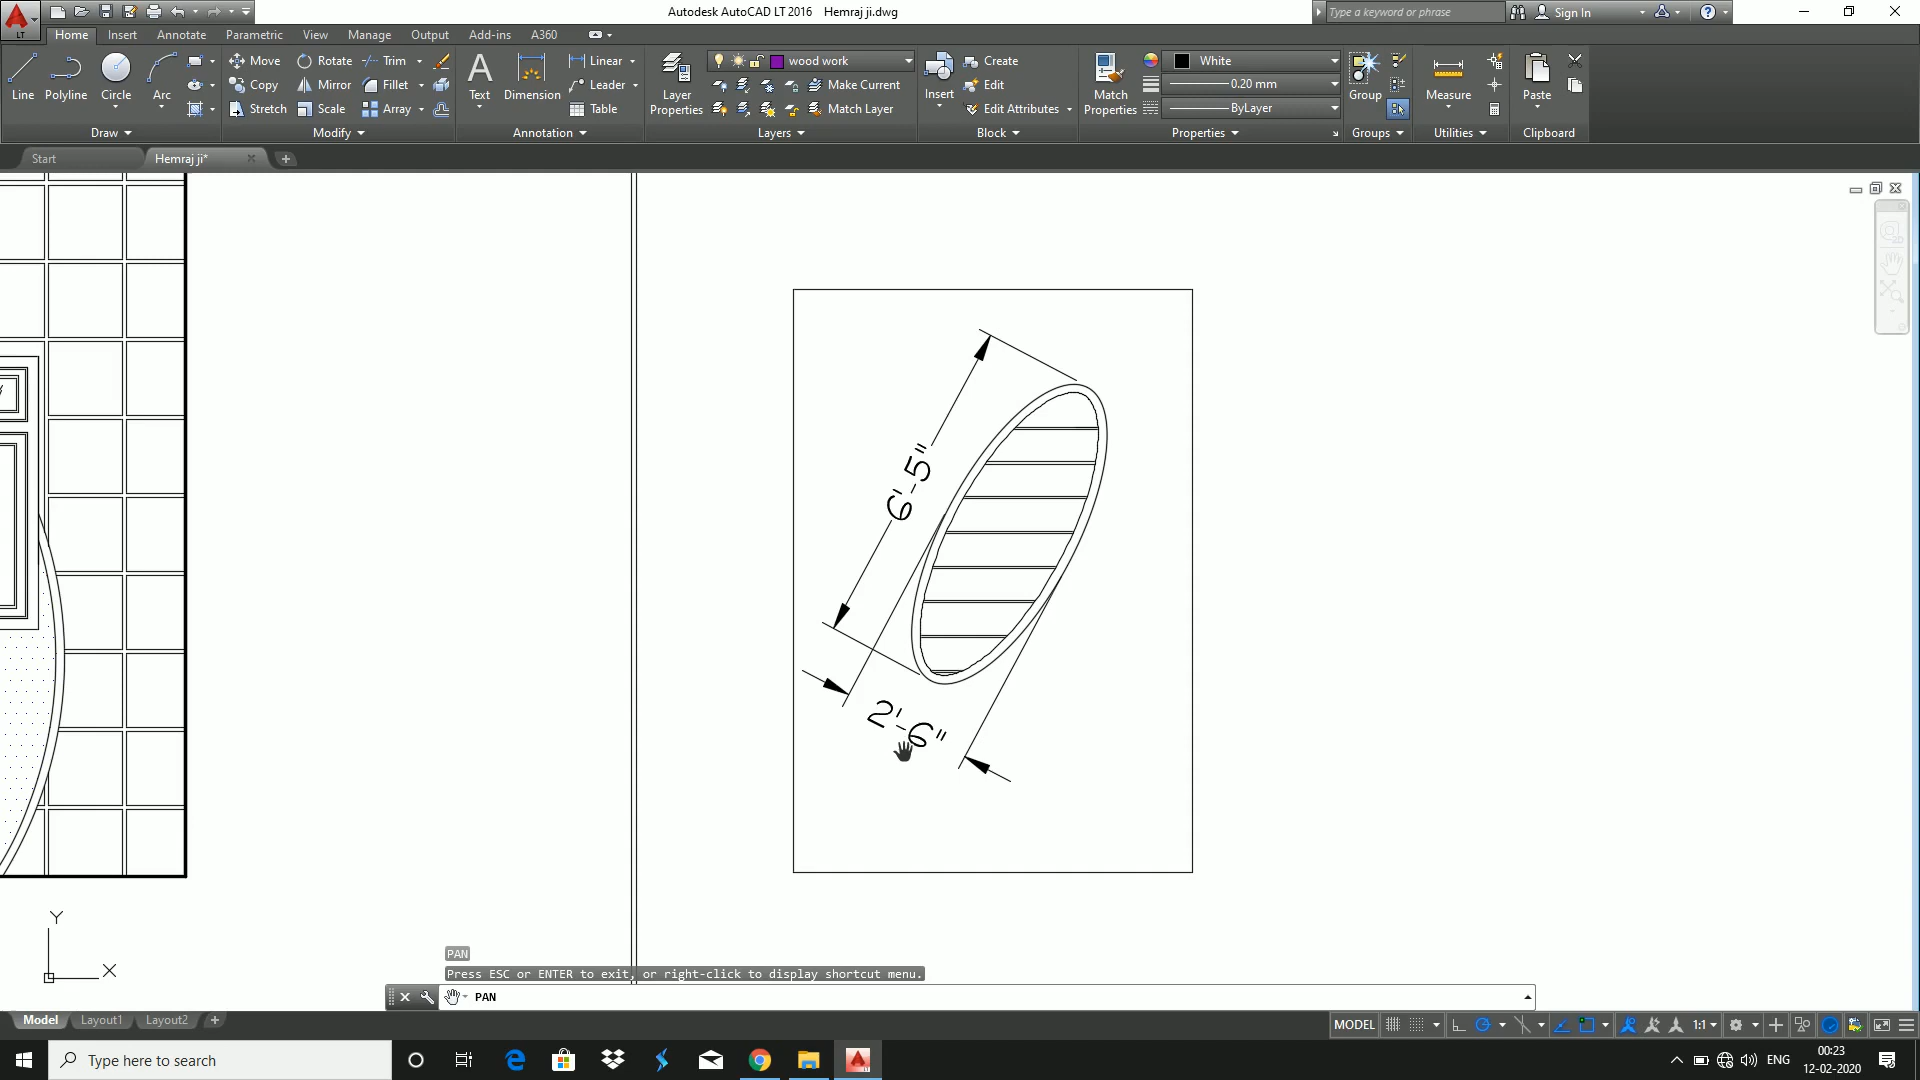 Autodesk AutoCAD LT 2016 Hemraj ji.dwg
Type a keyword or phrase
Sign In
LT
Home Insert Annotate Parametric View Manage Output Add-ins A360
Line Polyline Circle Arc
Move Rotate Trim
Copy Mirror Fillet
Stretch Scale Array
Text Dimension
Linear
Leader
Table
Layer Properties
wood work
Make Current
Match Layer
Insert
Create
Edit
Edit Attributes
Match Properties
White
0.20 mm
ByLayer
Group
Measure
Paste
Draw Modify Annotation Layers Block Properties Groups Utilities Clipboard
Start Hemraj ji*
6'-5"
2'-6"
Y
X
PAN
Press ESC or ENTER to exit, or right-click to display shortcut menu.
PAN
Model Layout1 Layout2
MODEL
1:1
Type here to search
ENG
00:23
12-02-2020